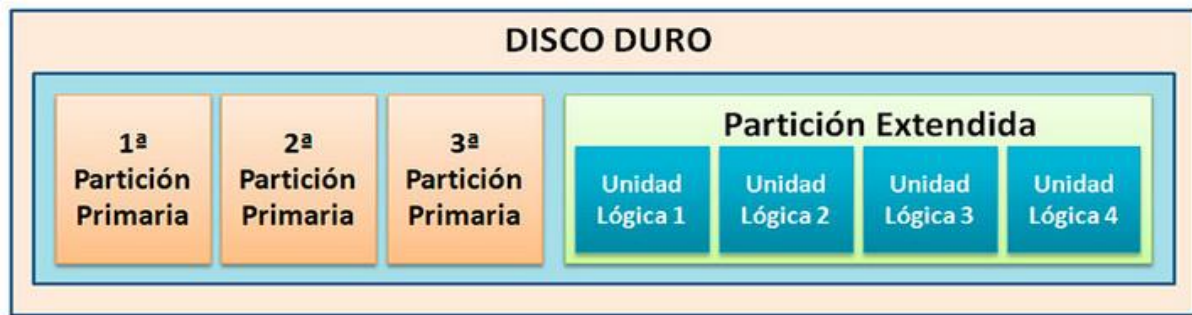 DISCO DURO
1ª
Partición
Primaria
2ª
Partición
Primaria
3ª
Partición
Primaria
Partición Extendida
Unidad
Lógica 1
Unidad
Lógica 2
Unidad
Lógica 3
Unidad
Lógica 4